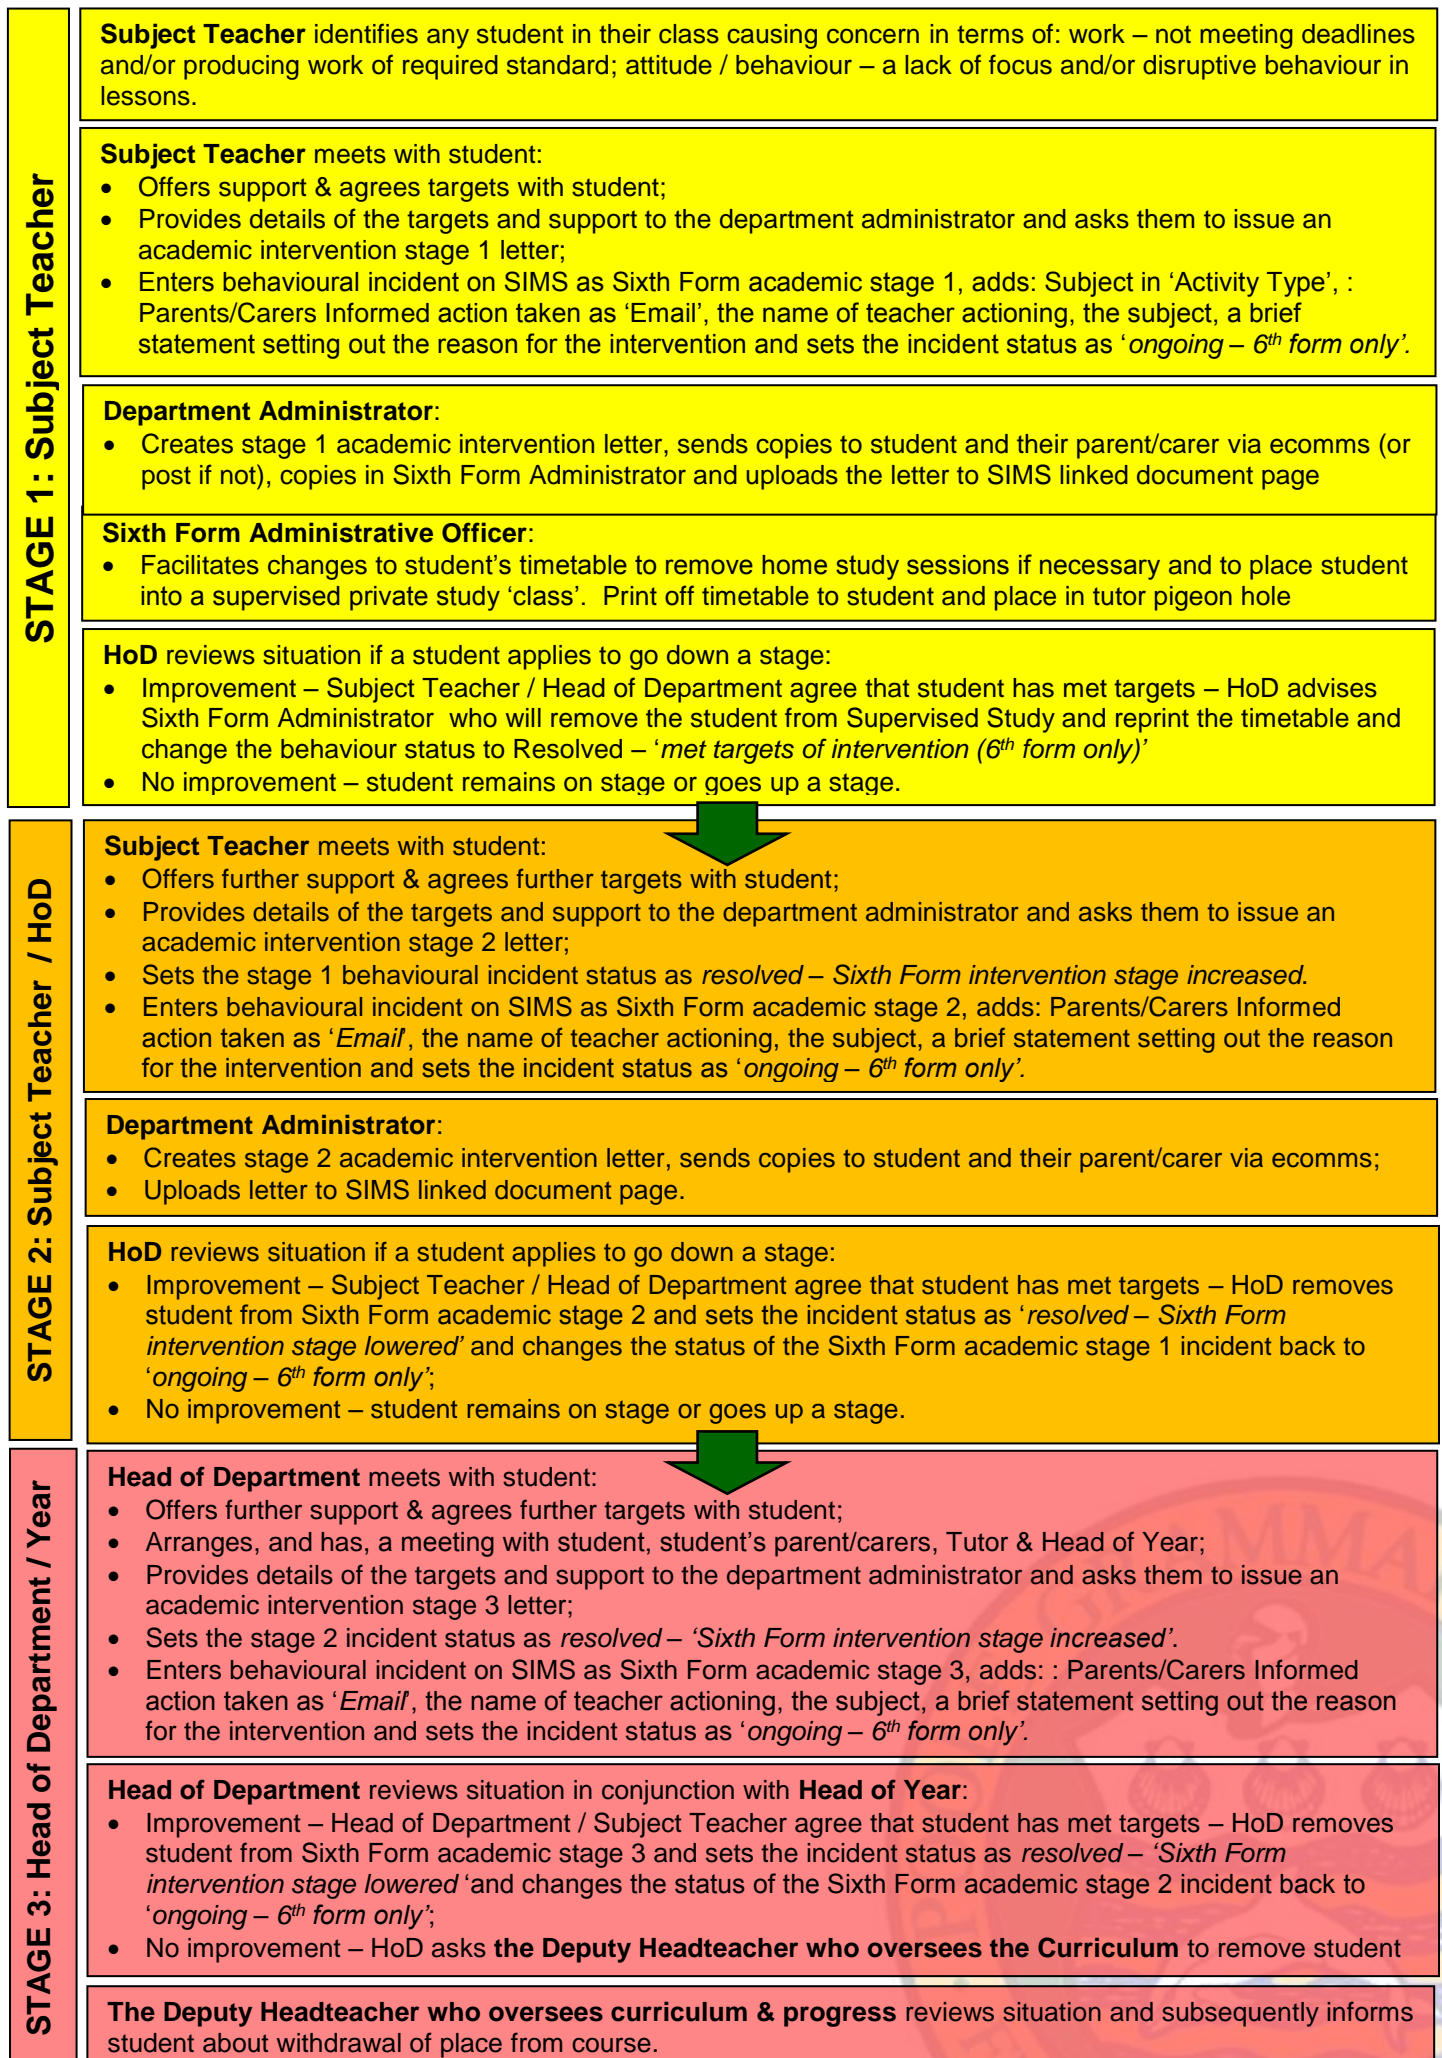 STAGE 1: Subject Teacher
Subject Teacher identifies any student in their class causing concern in terms of: work – not meeting deadlines
and/or producing work of required standard; attitude / behaviour – a lack of focus and/or disruptive behaviour in
lessons.
Subject Teacher meets with student:
• Offers support & agrees targets with student;
• Provides details of the targets and support to the department administrator and asks them to issue an
academic intervention stage 1 letter;
• Enters behavioural incident on SIMS as Sixth Form academic stage 1, adds: Subject in ‘Activity Type’, :
Parents/Carers Informed action taken as ‘Email’, the name of teacher actioning, the subject, a brief
statement setting out the reason for the intervention and sets the incident status as ‘ongoing – 6th form only’.
Department Administrator:
• Creates stage 1 academic intervention letter, sends copies to student and their parent/carer via ecomms (or
post if not), copies in Sixth Form Administrator and uploads the letter to SIMS linked document page
Sixth Form Administrative Officer:
• Facilitates changes to student’s timetable to remove home study sessions if necessary and to place student
into a supervised private study ‘class’. Print off timetable to student and place in tutor pigeon hole
HoD reviews situation if a student applies to go down a stage:
• Improvement – Subject Teacher / Head of Department agree that student has met targets – HoD advises
Sixth Form Administrator who will remove the student from Supervised Study and reprint the timetable and
change the behaviour status to Resolved – ‘met targets of intervention (6th form only)’
• No improvement – student remains on stage or goes up a stage.
STAGE 2: Subject Teacher / HoD
Subject Teacher meets with student:
• Offers further support & agrees further targets with student;
• Provides details of the targets and support to the department administrator and asks them to issue an
academic intervention stage 2 letter;
• Sets the stage 1 behavioural incident status as resolved – Sixth Form intervention stage increased.
• Enters behavioural incident on SIMS as Sixth Form academic stage 2, adds: Parents/Carers Informed
action taken as ‘Email’, the name of teacher actioning, the subject, a brief statement setting out the reason
for the intervention and sets the incident status as ‘ongoing – 6th form only’.
Department Administrator:
• Creates stage 2 academic intervention letter, sends copies to student and their parent/carer via ecomms;
• Uploads letter to SIMS linked document page.
HoD reviews situation if a student applies to go down a stage:
• Improvement – Subject Teacher / Head of Department agree that student has met targets – HoD removes
student from Sixth Form academic stage 2 and sets the incident status as ‘resolved – Sixth Form
intervention stage lowered’ and changes the status of the Sixth Form academic stage 1 incident back to
‘ongoing – 6th form only’;
• No improvement – student remains on stage or goes up a stage.
STAGE 3: Head of Department / Year
Head of Department meets with student:
• Offers further support & agrees further targets with student;
• Arranges, and has, a meeting with student, student’s parent/carers, Tutor & Head of Year;
• Provides details of the targets and support to the department administrator and asks them to issue an
academic intervention stage 3 letter;
• Sets the stage 2 incident status as resolved – ‘Sixth Form intervention stage increased’.
• Enters behavioural incident on SIMS as Sixth Form academic stage 3, adds: : Parents/Carers Informed
action taken as ‘Email’, the name of teacher actioning, the subject, a brief statement setting out the reason
for the intervention and sets the incident status as ‘ongoing – 6th form only’.
Head of Department reviews situation in conjunction with Head of Year:
• Improvement – Head of Department / Subject Teacher agree that student has met targets – HoD removes
student from Sixth Form academic stage 3 and sets the incident status as resolved – ‘Sixth Form
intervention stage lowered ‘and changes the status of the Sixth Form academic stage 2 incident back to
‘ongoing – 6th form only’;
• No improvement – HoD asks the Deputy Headteacher who oversees the Curriculum to remove student
The Deputy Headteacher who oversees curriculum & progress reviews situation and subsequently informs
student about withdrawal of place from course.